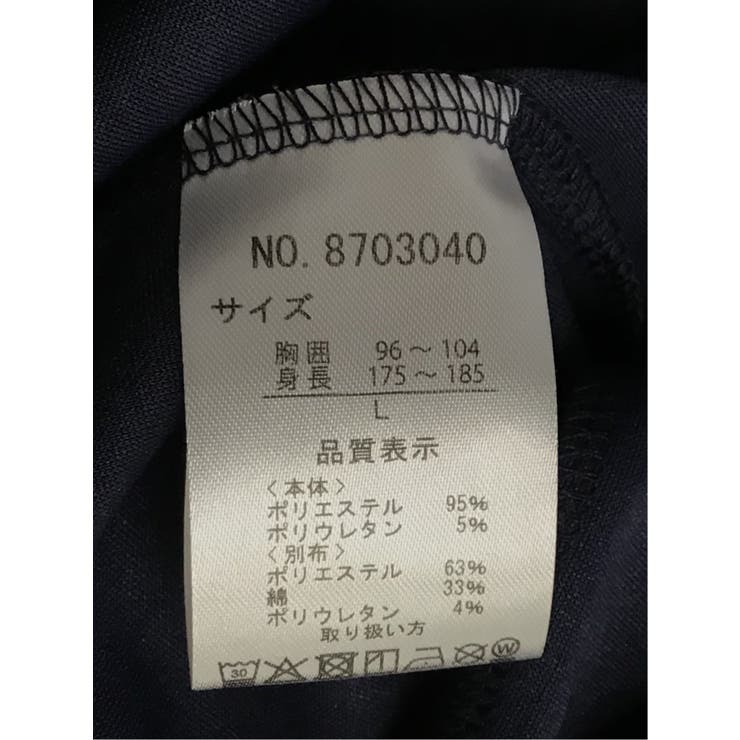 NO. 8703040
サイズ
胸囲 96～104
身長 175～185
L
品質表示
〈本体〉
ポリエステル 95%
ポリウレタン 5%
〈別布〉
ポリエステル 63%
綿 33%
ポリウレタン 4%
取り扱い方
30 W